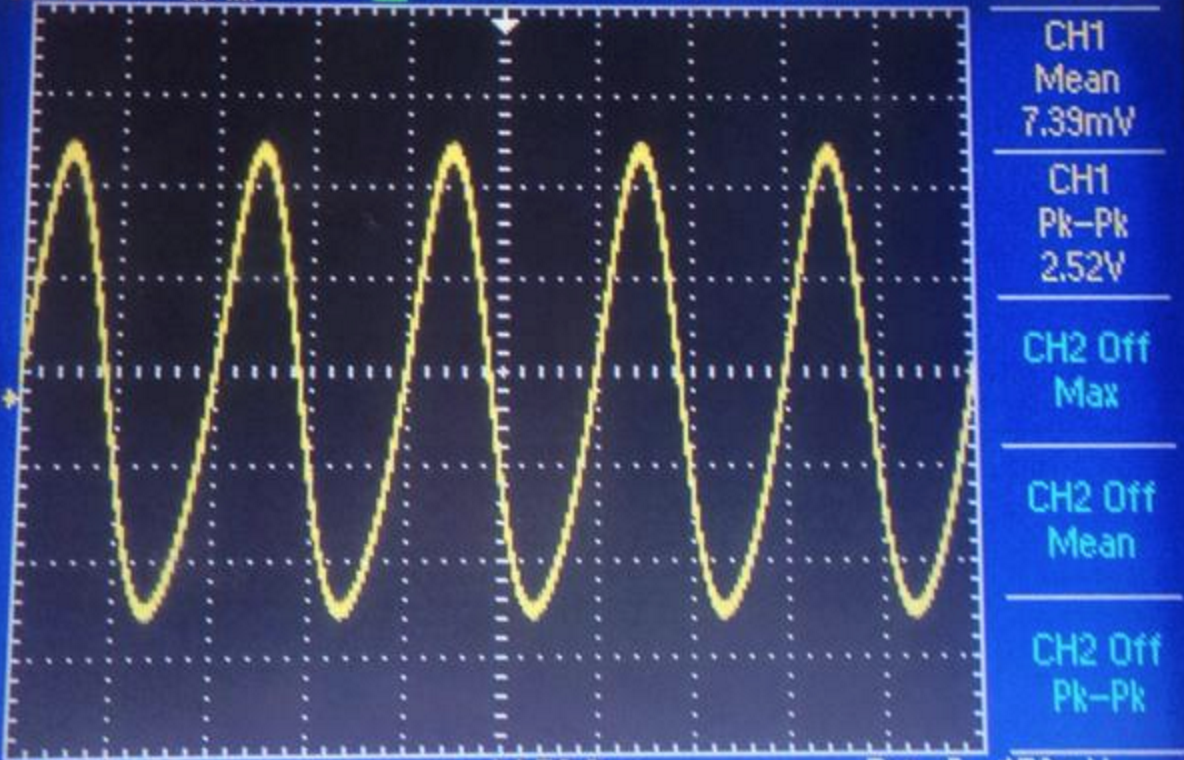 CH1
Mean
7.39mV
CH1
Pk-Pk
2.52V
CH2 Off
Max
CH2 Off
Mean
CH2 Off
Pk-Pk